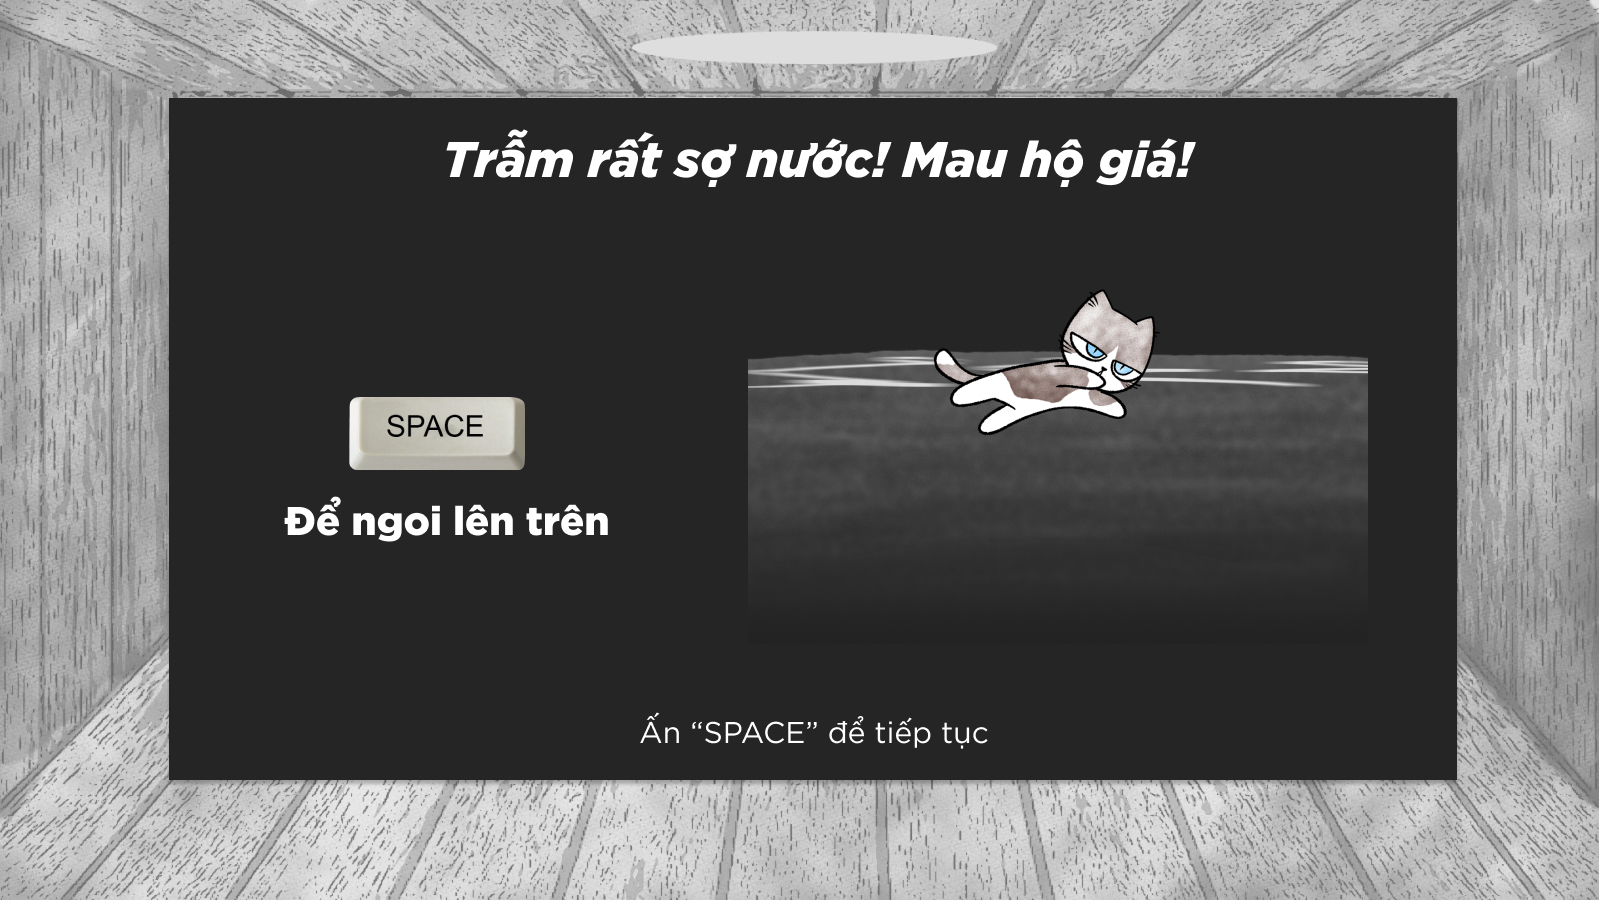 Trẫm rất sợ nước! Mau hộ giá!
SPACE
Để ngoi lên trên
Ấn “SPACE” để tiếp tục